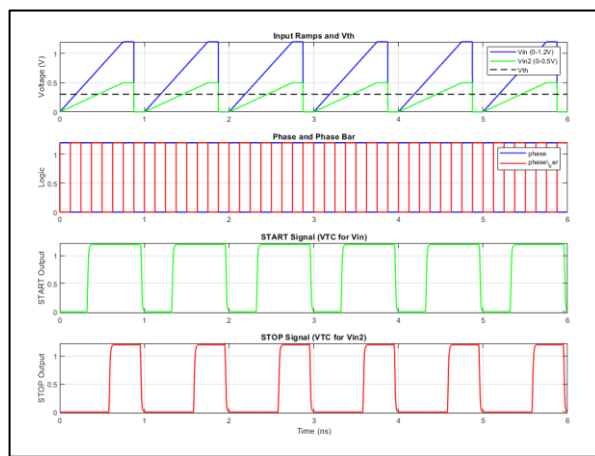 Input Ramps and Vth
Voltage (V)
1
0.5
0
Vin (0-1.2V)
Vin2 (0-0.5V)
Vth
0 1 2 3 4 5 6
Phase and Phase Bar
Logic
1
0.5
0
phase
phase\bar
0 1 2 3 4 5 6
START Signal (VTC for Vin)
START Output
1
0.5
0
0 1 2 3 4 5 6
STOP Signal (VTC for Vin2)
STOP Output
1
0.5
0
0 1 2 3 4 5 6
Time (ns)